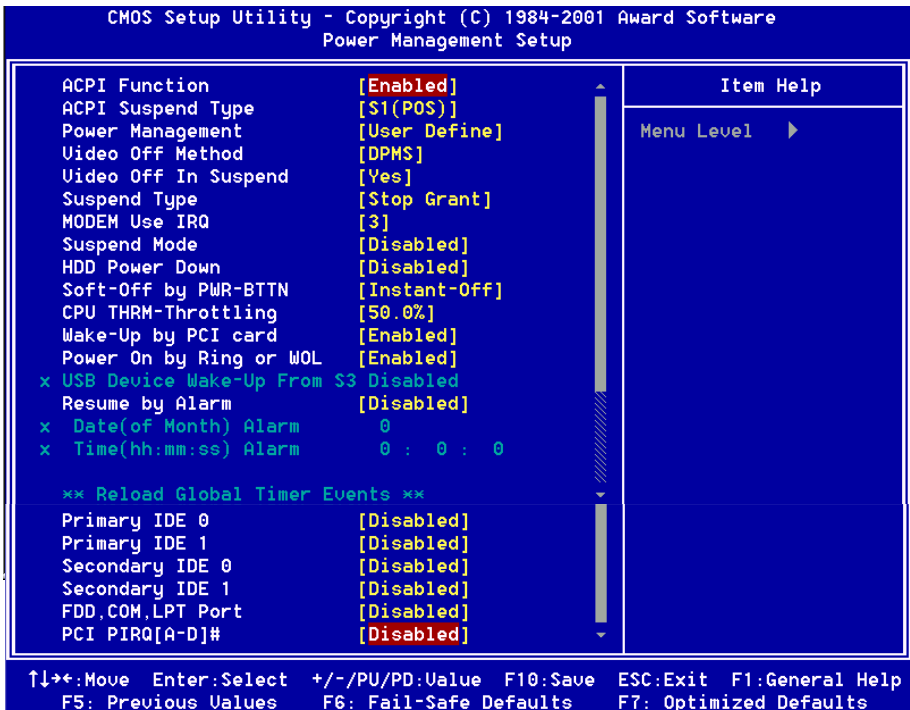 CMOS Setup Utility - Copyright (C) 1984-2001 Award Software
Power Management Setup
ACPI Function [Enabled]
ACPI Suspend Type [S1(POS)]
Power Management [User Define]
Video Off Method [DPMS]
Video Off In Suspend [Yes]
Suspend Type [Stop Grant]
MODEM Use IRQ [3]
Suspend Mode [Disabled]
HDD Power Down [Disabled]
Soft-Off by PWR-BTTN [Instant-Off]
CPU THRM-Throttling [50.0%]
Wake-Up by PCI card [Enabled]
Power On by Ring or WOL [Enabled]
x USB Device Wake-Up From S3 Disabled
Resume by Alarm [Disabled]
x Date(of Month) Alarm 0
x Time(hh:mm:ss) Alarm 0 : 0 : 0
** Reload Global Timer Events **
Primary IDE 0 [Disabled]
Primary IDE 1 [Disabled]
Secondary IDE 0 [Disabled]
Secondary IDE 1 [Disabled]
FDD,COM,LPT Port [Disabled]
PCI PIRQ[A-D]# [Disabled]
Item Help
Menu Level ▶
↑↓→←:Move Enter:Select +/-/PU/PD:Value F10:Save ESC:Exit F1:General Help
F5: Previous Values F6: Fail-Safe Defaults F7: Optimized Defaults